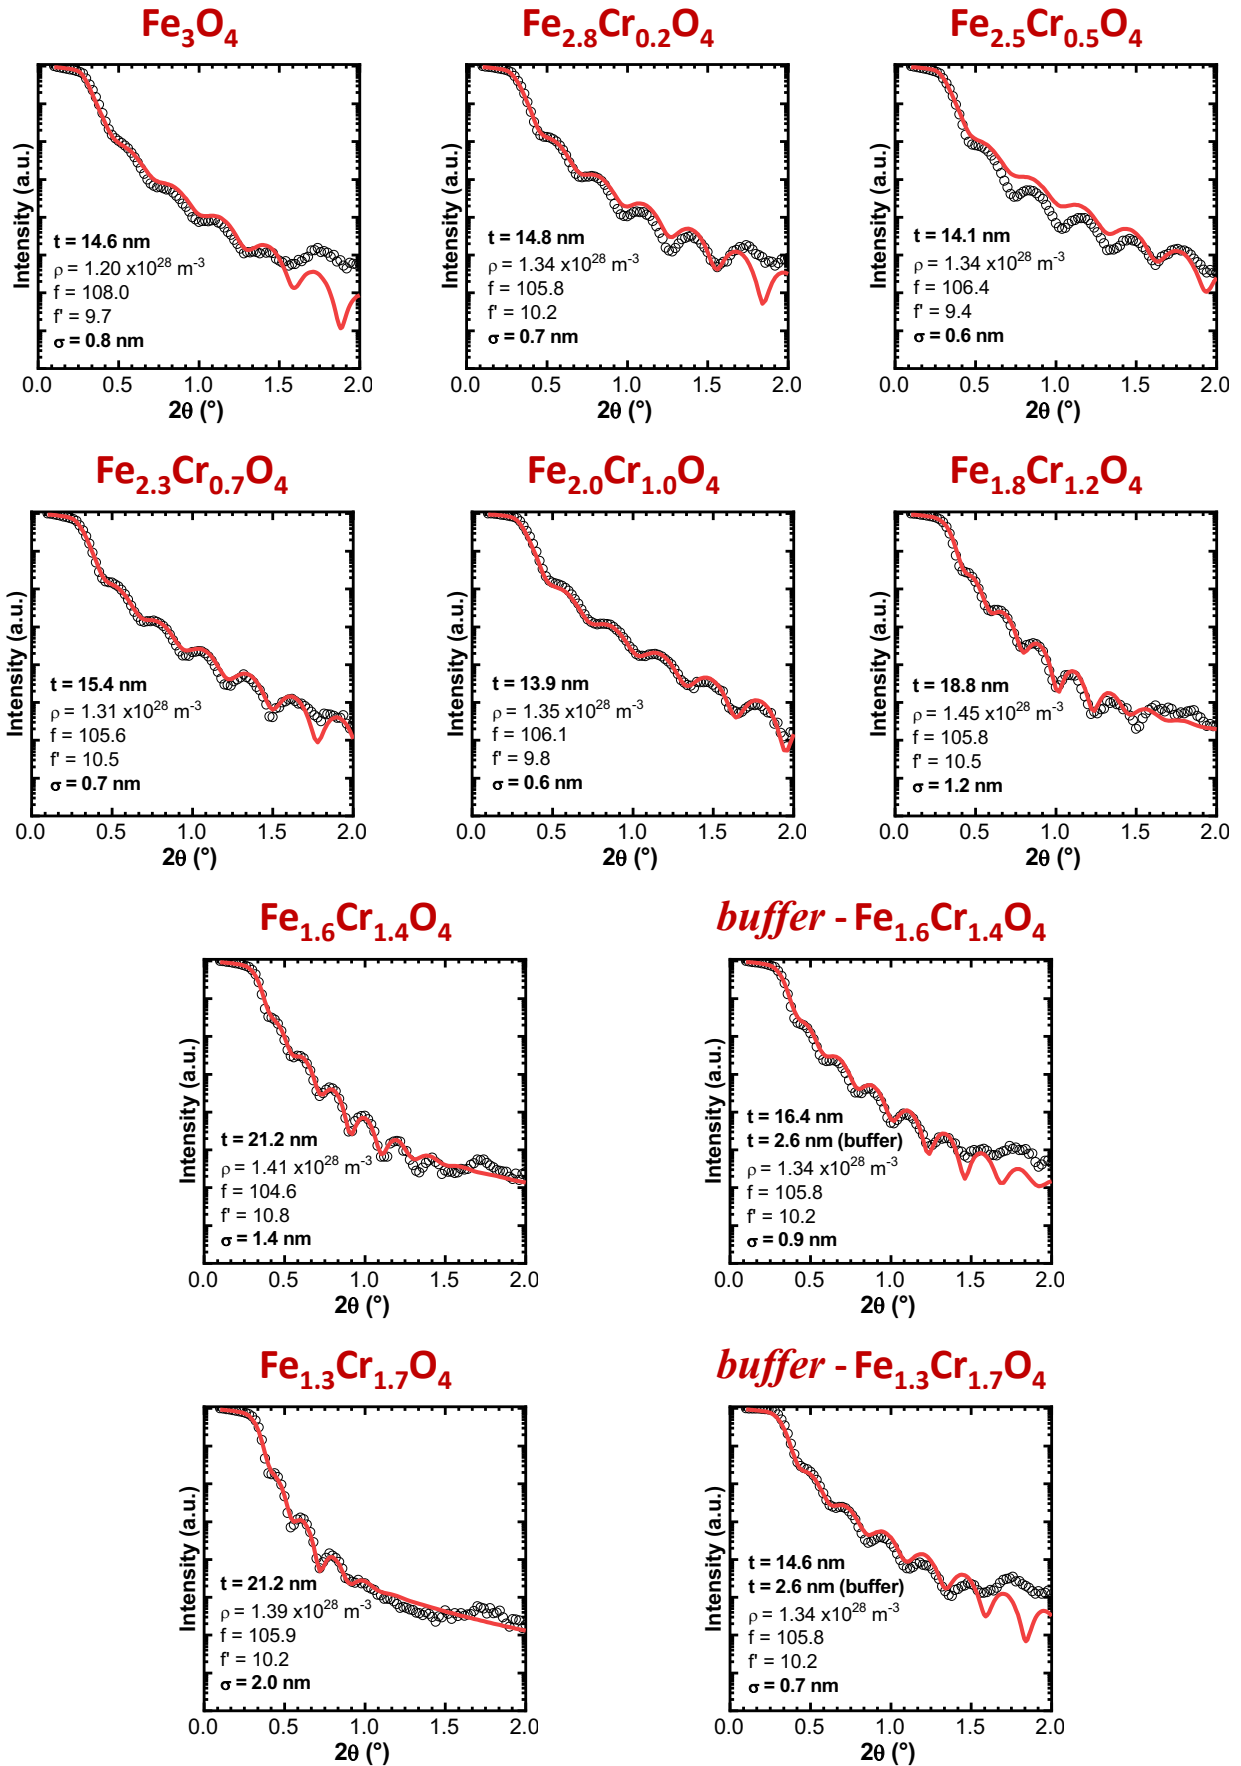 Fe3O4
Intensity (a.u.)
t = 14.6 nm
ρ = 1.20 x10^28 m^-3
f = 108.0
f' = 9.7
σ = 0.8 nm
0.0 0.5 1.0 1.5 2.0
2θ (°)
Fe2.8Cr0.2O4
Intensity (a.u.)
t = 14.8 nm
ρ = 1.34 x10^28 m^-3
f = 105.8
f' = 10.2
σ = 0.7 nm
0.0 0.5 1.0 1.5 2.0
2θ (°)
Fe2.5Cr0.5O4
Intensity (a.u.)
t = 14.1 nm
ρ = 1.34 x10^28 m^-3
f = 106.4
f' = 9.4
σ = 0.6 nm
0.0 0.5 1.0 1.5 2.0
2θ (°)
Fe2.3Cr0.7O4
Intensity (a.u.)
t = 15.4 nm
ρ = 1.31 x10^28 m^-3
f = 105.6
f' = 10.5
σ = 0.7 nm
0.0 0.5 1.0 1.5 2.0
2θ (°)
Fe2.0Cr1.0O4
Intensity (a.u.)
t = 13.9 nm
ρ = 1.35 x10^28 m^-3
f = 106.1
f' = 9.8
σ = 0.6 nm
0.0 0.5 1.0 1.5 2.0
2θ (°)
Fe1.8Cr1.2O4
Intensity (a.u.)
t = 18.8 nm
ρ = 1.45 x10^28 m^-3
f = 105.8
f' = 10.5
σ = 1.2 nm
0.0 0.5 1.0 1.5 2.0
2θ (°)
Fe1.6Cr1.4O4
Intensity (a.u.)
t = 21.2 nm
ρ = 1.41 x10^28 m^-3
f = 104.6
f' = 10.8
σ = 1.4 nm
0.0 0.5 1.0 1.5 2.0
2θ (°)
buffer - Fe1.6Cr1.4O4
Intensity (a.u.)
t = 16.4 nm
t = 2.6 nm (buffer)
ρ = 1.34 x10^28 m^-3
f = 105.8
f' = 10.2
σ = 0.9 nm
0.0 0.5 1.0 1.5 2.0
2θ (°)
Fe1.3Cr1.7O4
Intensity (a.u.)
t = 21.2 nm
ρ = 1.39 x10^28 m^-3
f = 105.9
f' = 10.2
σ = 2.0 nm
0.0 0.5 1.0 1.5 2.0
2θ (°)
buffer - Fe1.3Cr1.7O4
Intensity (a.u.)
t = 14.6 nm
t = 2.6 nm (buffer)
ρ = 1.34 x10^28 m^-3
f = 105.8
f' = 10.2
σ = 0.7 nm
0.0 0.5 1.0 1.5 2.0
2θ (°)